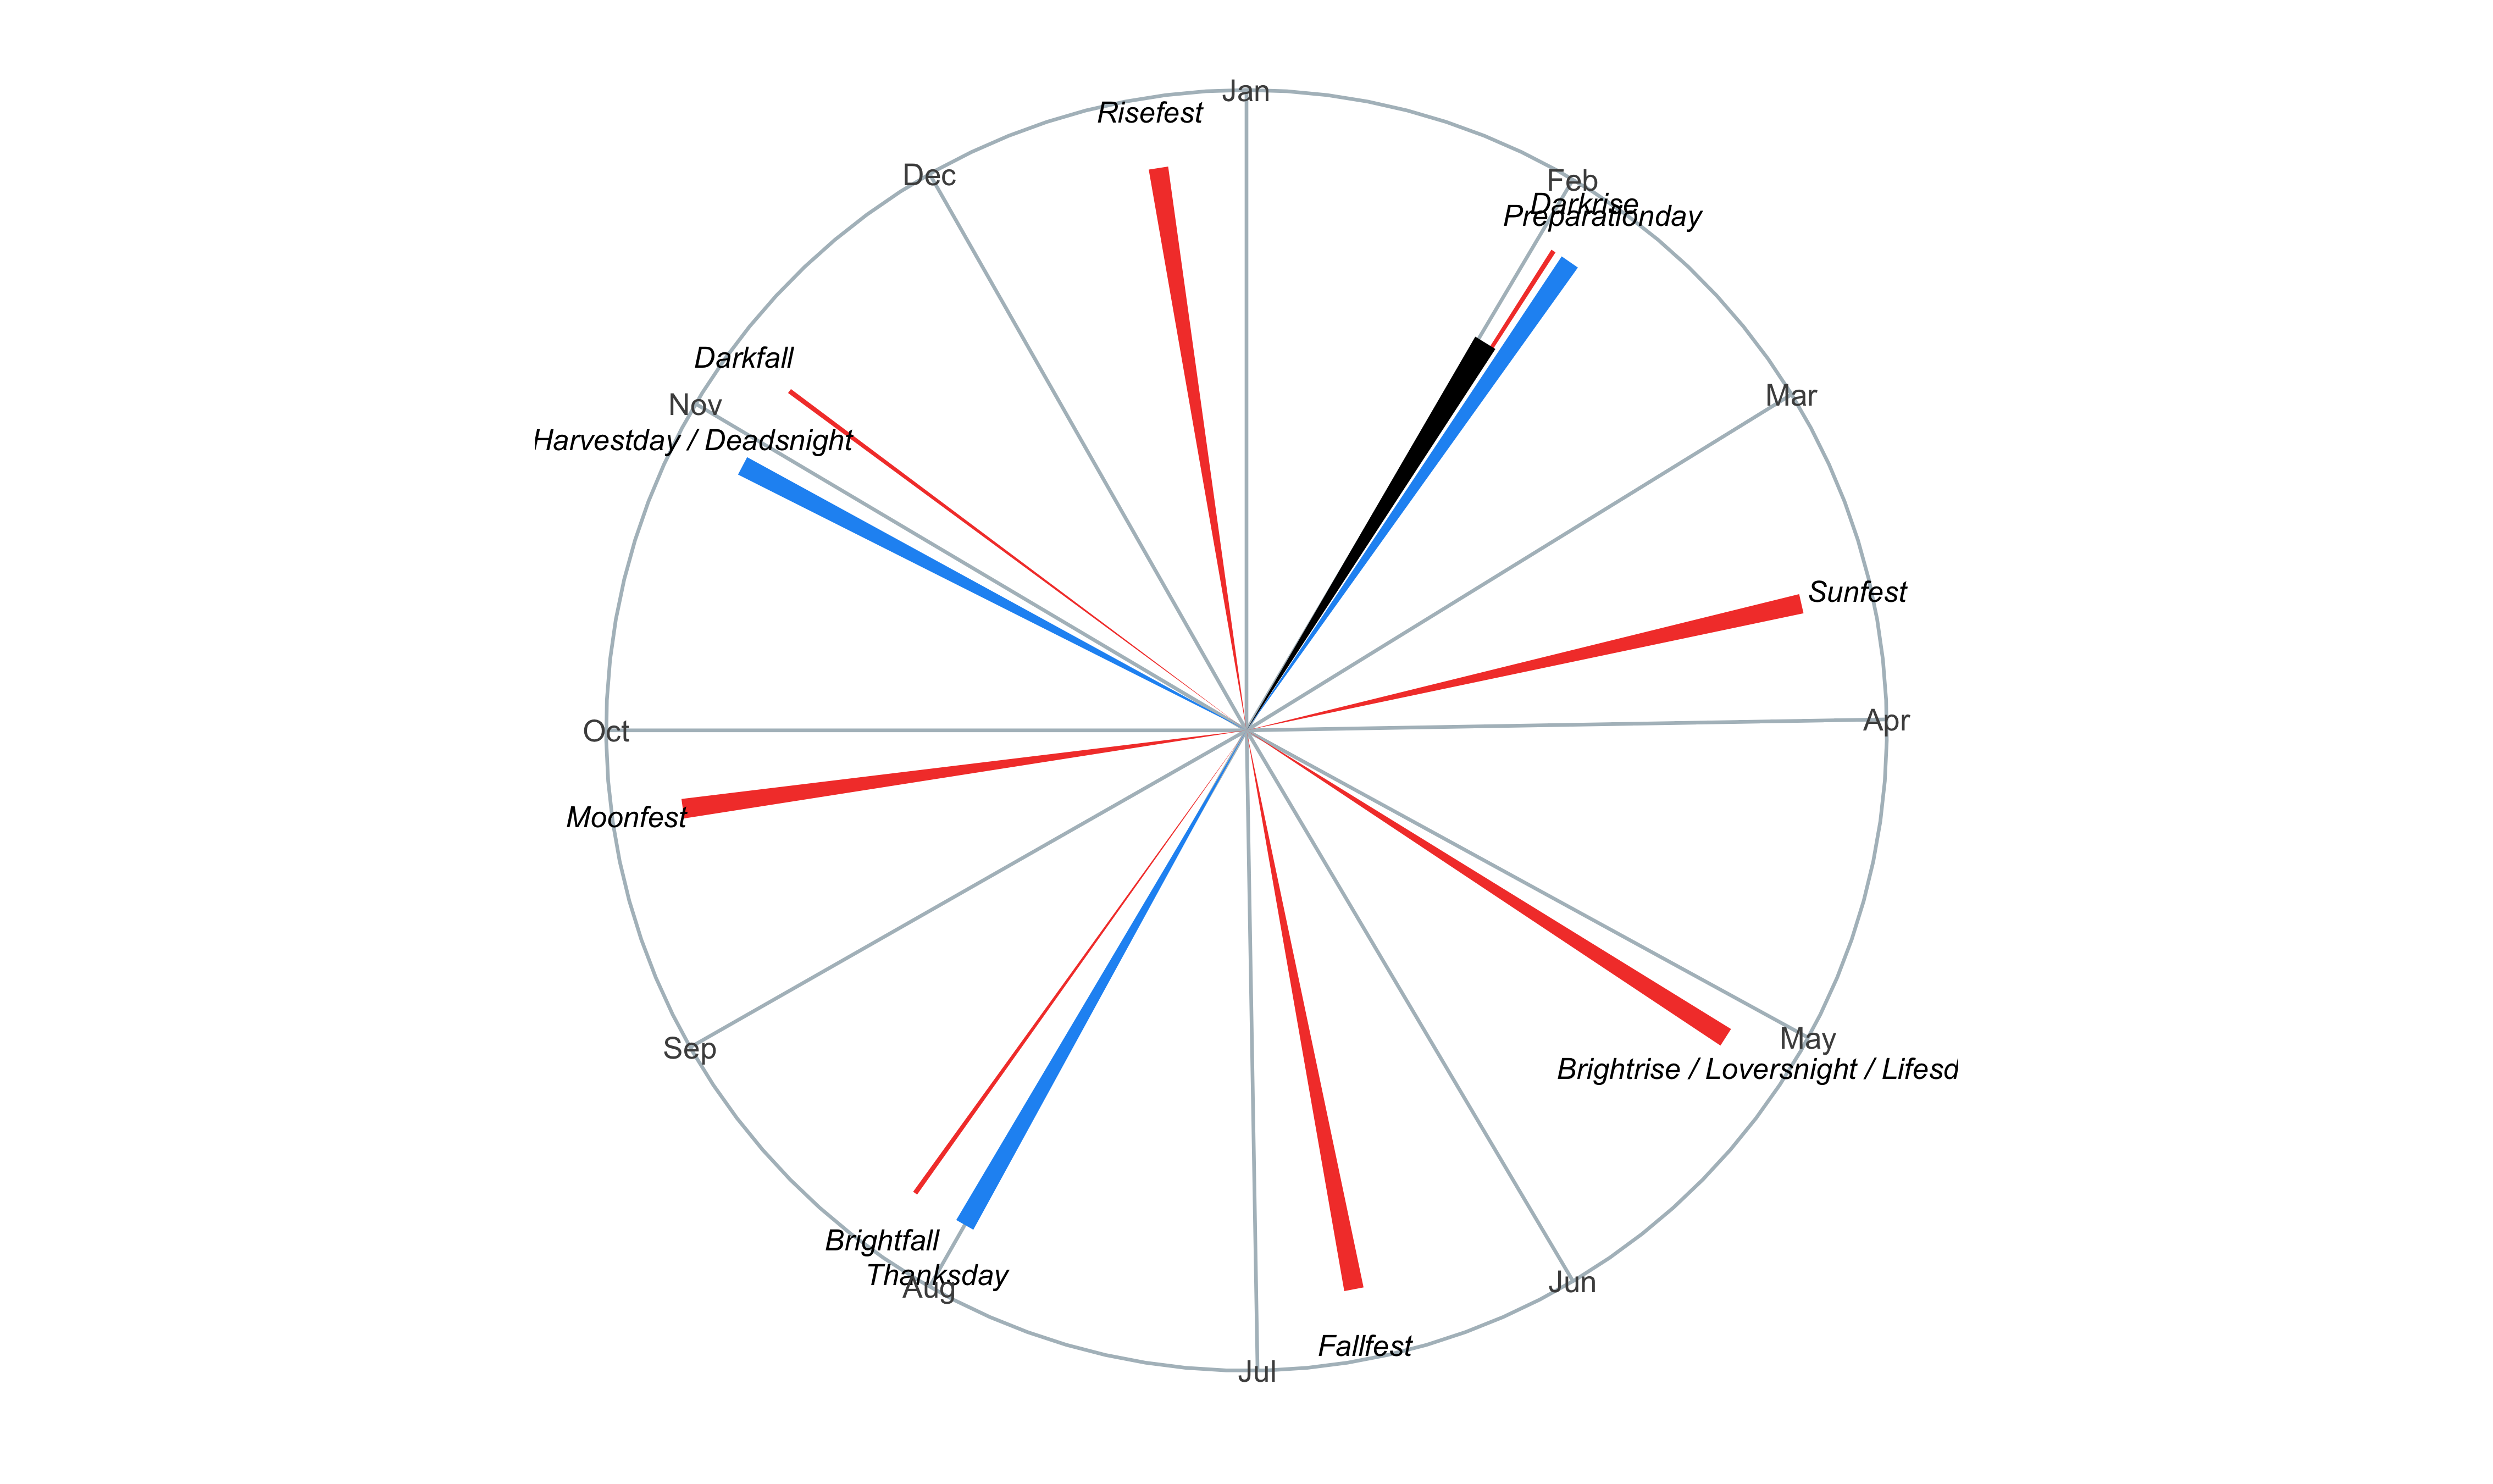 Jan
Risefest
Dec
Feb
Darkrise
Preparationday
Darkfall
Mar
Nov
Harvestday / Deadsnight
Sunfest
Apr
Oct
Moonfest
May
Sep
Brightrise / Loversnight / Lifesd
Brightfall
Thanksday
Aug
Jun
Fallfest
Jul